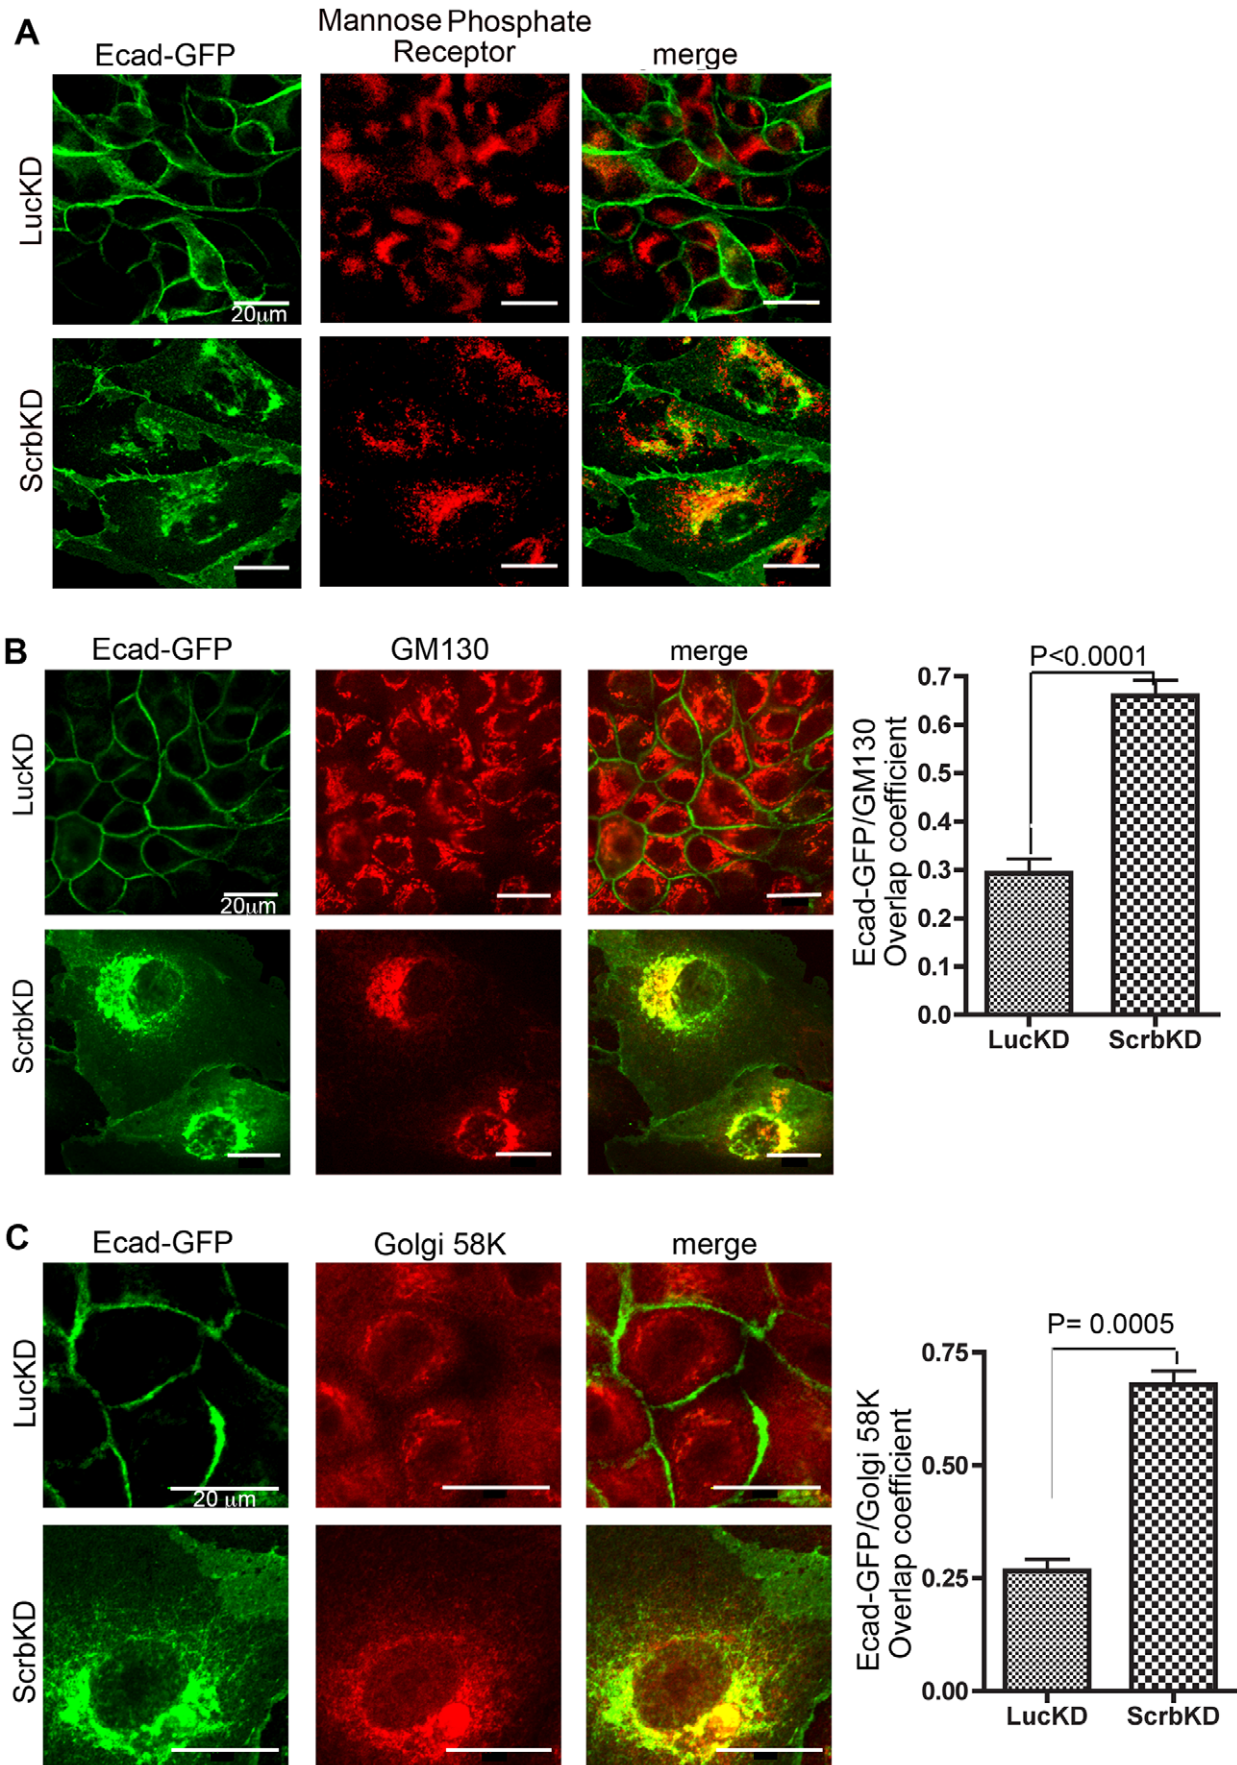 A
Ecad-GFP
Mannose Phosphate
Receptor
merge
LucKD
20µm
ScrbKD
B
Ecad-GFP
GM130
merge
LucKD
20µm
ScrbKD
P<0.0001
Ecad-GFP/GM130
Overlap coefficient
0.7
0.6
0.5
0.4
0.3
0.2
0.1
0.0
LucKD
ScrbKD
C
Ecad-GFP
Golgi 58K
merge
LucKD
20 µm
ScrbKD
P= 0.0005
Ecad-GFP/Golgi 58K
Overlap coefficient
0.75
0.50
0.25
0.00
LucKD
ScrbKD